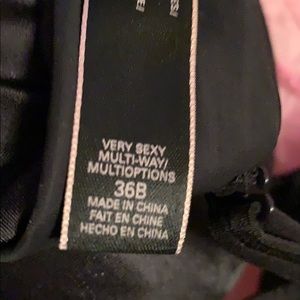 VERY SEXY
MULTI-WAY/
MULTIOPTIONS
36B
MADE IN CHINA
FAIT EN CHINE
HECHO EN CHINA